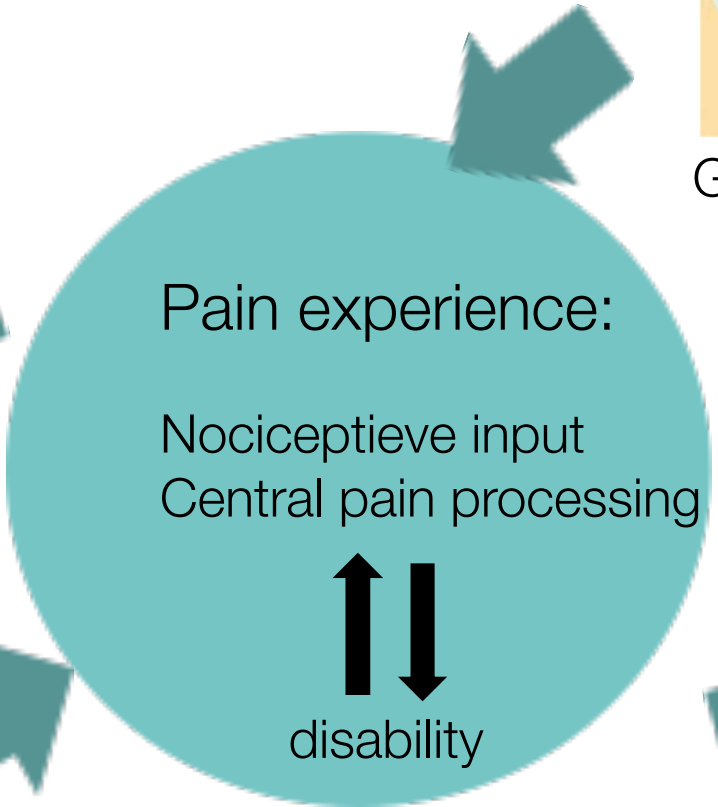 G
Pain experience:
Nociceptieve input
Central pain processing
disability